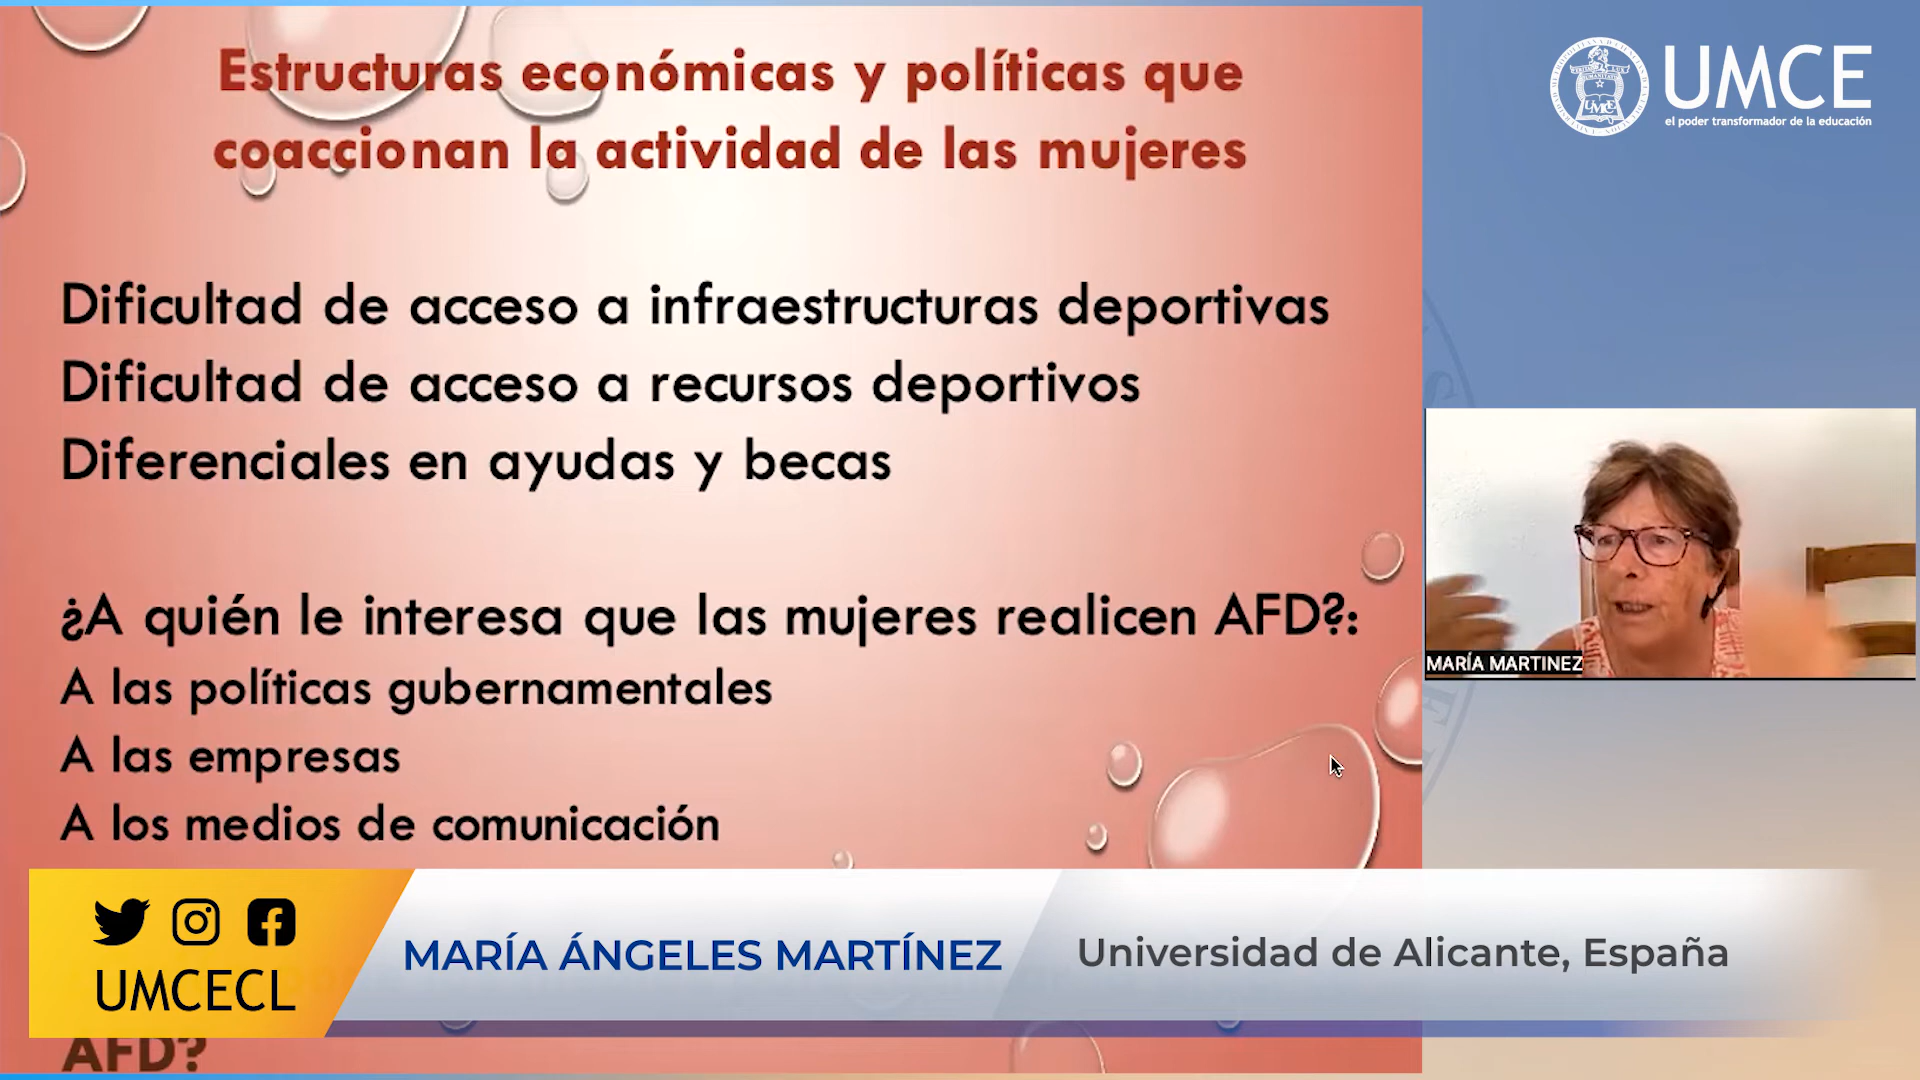 Estructuras económicas y políticas que
coaccionan la actividad de las mujeres
Dificultad de acceso a infraestructuras deportivas
Dificultad de acceso a recursos deportivos
Diferenciales en ayudas y becas
¿A quién le interesa que las mujeres realicen AFD?:
A las políticas gubernamentales
A las empresas
A los medios de comunicación
AFD?
UMCE
el poder transformador de la educación
MARÍA MARTINEZ
UMCECL
MARÍA ÁNGELES MARTÍNEZ
Universidad de Alicante, España